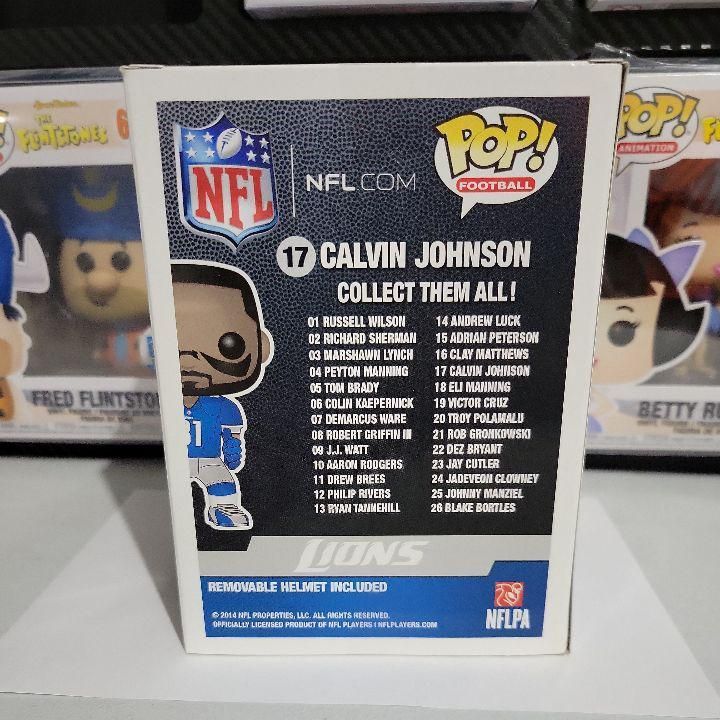 THE
FLINTSTONES
6
FRED FLINTSTO
NFL
NFL.COM
POP!
FOOTBALL
17 CALVIN JOHNSON
COLLECT THEM ALL!
01 RUSSELL WILSON
02 RICHARD SHERMAN
03 MARSHAWN LYNCH
04 PEYTON MANNING
05 TOM BRADY
06 COLIN KAEPERNICK
07 DEMARCUS WARE
08 ROBERT GRIFFIN III
09 J.J. WATT
10 AARON RODGERS
11 DREW BREES
12 PHILIP RIVERS
13 RYAN TANNEHILL
14 ANDREW LUCK
15 ADRIAN PETERSON
16 CLAY MATTHEWS
17 CALVIN JOHNSON
18 ELI MANNING
19 VICTOR CRUZ
20 TROY POLAMALU
21 ROB GRONKOWSKI
22 DEZ BRYANT
23 JAY CUTLER
24 JADEVEON CLOWNEY
25 JOHNNY MANZIEL
26 BLAKE BORTLES
LIONS
REMOVABLE HELMET INCLUDED
© 2014 NFL PROPERTIES, LLC. ALL RIGHTS RESERVED.
OFFICIALLY LICENSED PRODUCT OF NFL PLAYERS | NFLPLAYERS.COM
NFLPA
POP!
ANIMATION
BETTY RU